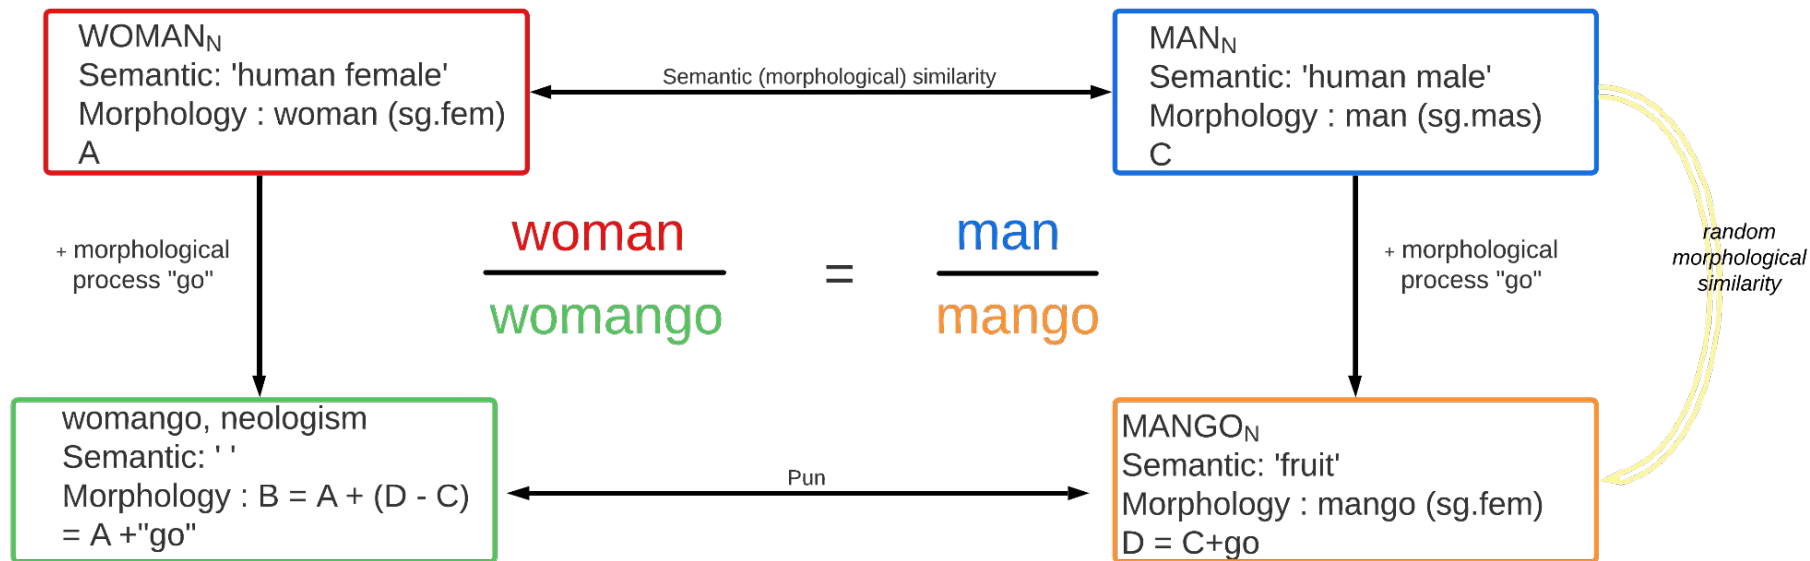 WOMANN
Semantic: 'human female'
Morphology : woman (sg.fem)
A
Semantic (morphological) similarity
MANN
Semantic: 'human male'
Morphology : man (sg.mas)
C
+ morphological
process "go"
woman
womango
=
man
mango
+ morphological
process "go"
random
morphological
similarity
womango, neologism
Semantic: ' '
Morphology : B = A + (D - C)
= A +"go"
Pun
MANGON
Semantic: 'fruit'
Morphology : mango (sg.fem)
D = C+go